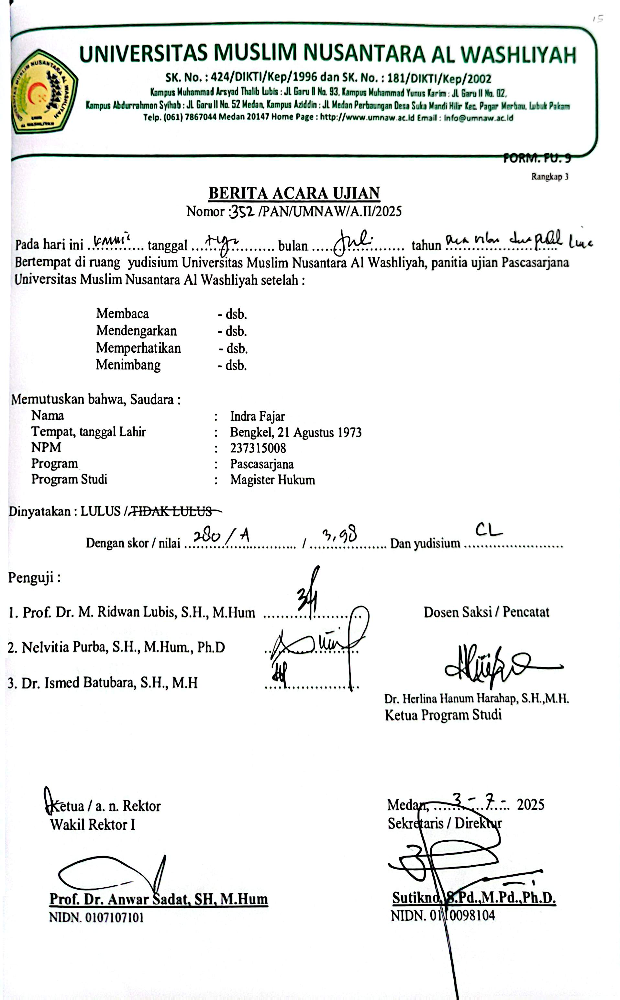 15
UNIVERSITAS MUSLIM NUSANTARA AL WASHLIYAH
SK. No. : 424/DIKTI/Kep/1996 dan SK. No. : 181/DIKTI/Kep/2002
Kampus Muhammad Arsyad Thalib Lubis : JL Garu II No. 93, Kampus Muhammad Yunus Karim : JL Garu II No. 02,
Kampus Abdurrahman Syihab : JL Garu II No. 52 Medan, Kampus Aziddin : JL Medan Perbaungan Desa Suka Mandi Hilir Kec. Pagar Merbau, Lubuk Pakam
Telp. (061) 7867044 Medan 20147 Home Page : http://www.umnaw.ac.id Email : Info@umnaw.ac.id
FORM. FU. 9
Rangkap 3
BERITA ACARA UJIAN
Nomor :352 /PAN/UMNAW/A.II/2025
Pada hari ini kamis tanggal tiga bulan Juli tahun dua ribu dua puluh lima
Bertempat di ruang yudisium Universitas Muslim Nusantara Al Washliyah, panitia ujian Pascasarjana
Universitas Muslim Nusantara Al Washliyah setelah :
Membaca - dsb.
Mendengarkan - dsb.
Memperhatikan - dsb.
Menimbang - dsb.
Memutuskan bahwa, Saudara :
Nama : Indra Fajar
Tempat, tanggal Lahir : Bengkel, 21 Agustus 1973
NPM : 237315008
Program : Pascasarjana
Program Studi : Magister Hukum
Dinyatakan : LULUS / TIDAK LULUS
Dengan skor / nilai 280 / A / 3,98 Dan yudisium CL
Penguji :
1. Prof. Dr. M. Ridwan Lubis, S.H., M.Hum
Dosen Saksi / Pencatat
2. Nelvitia Purba, S.H., M.Hum., Ph.D
3. Dr. Ismed Batubara, S.H., M.H
Dr. Herlina Hanum Harahap, S.H.,M.H.
Ketua Program Studi
Ketua / a. n. Rektor
Wakil Rektor I
Medan, 3 - 7 - 2025
Sekretaris / Direktur
Prof. Dr. Anwar Sadat, SH, M.Hum
NIDN. 0107107101
Sutikno, S.Pd.,M.Pd.,Ph.D.
NIDN. 0110098104